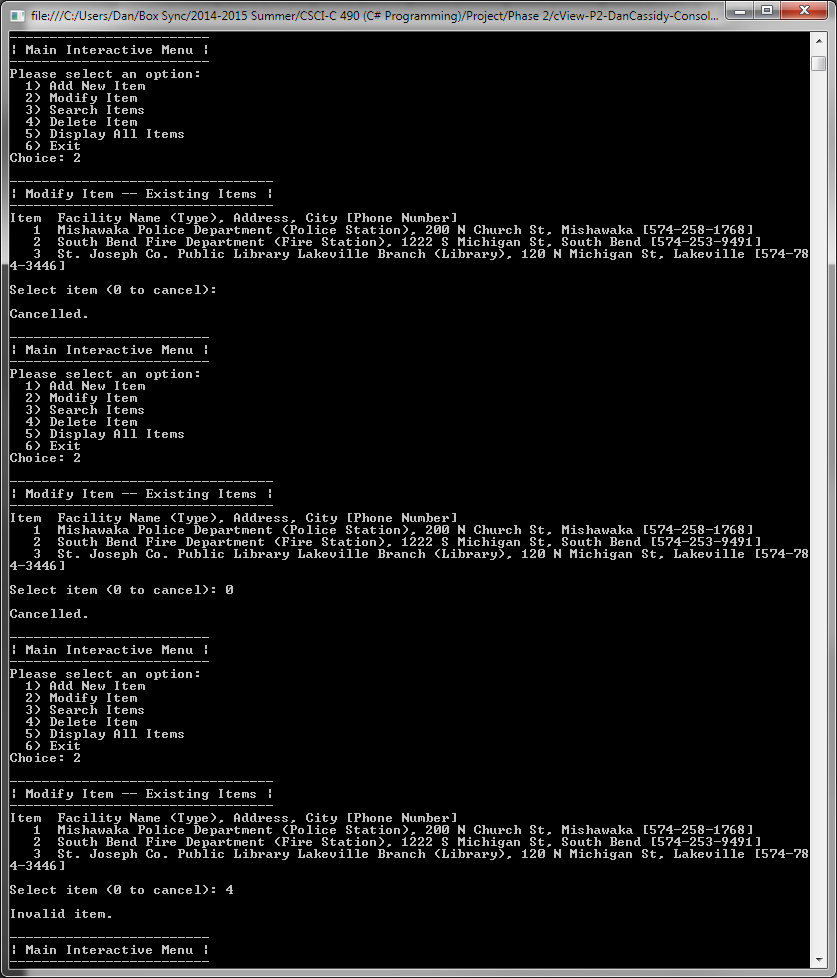 file:///C:/Users/Dan/Box Sync/2014-2015 Summer/CSCI-C 490 (C# Programming)/Project/Phase 2/cView-P2-DanCassidy-Consol...
-------------------------
¦ Main Interactive Menu ¦
-------------------------
Please select an option:
  1) Add New Item
  2) Modify Item
  3) Search Items
  4) Delete Item
  5) Display All Items
  6) Exit
Choice: 2
---------------------------------
¦ Modify Item -- Existing Items ¦
---------------------------------
Item  Facility Name (Type), Address, City [Phone Number]
   1  Mishawaka Police Department (Police Station), 200 N Church St, Mishawaka [574-258-1768]
   2  South Bend Fire Department (Fire Station), 1222 S Michigan St, South Bend [574-253-9491]
   3  St. Joseph Co. Public Library Lakeville Branch (Library), 120 N Michigan St, Lakeville [574-78
4-3446]
Select item (0 to cancel):
Cancelled.
-------------------------
¦ Main Interactive Menu ¦
-------------------------
Please select an option:
  1) Add New Item
  2) Modify Item
  3) Search Items
  4) Delete Item
  5) Display All Items
  6) Exit
Choice: 2
---------------------------------
¦ Modify Item -- Existing Items ¦
---------------------------------
Item  Facility Name (Type), Address, City [Phone Number]
   1  Mishawaka Police Department (Police Station), 200 N Church St, Mishawaka [574-258-1768]
   2  South Bend Fire Department (Fire Station), 1222 S Michigan St, South Bend [574-253-9491]
   3  St. Joseph Co. Public Library Lakeville Branch (Library), 120 N Michigan St, Lakeville [574-78
4-3446]
Select item (0 to cancel): 0
Cancelled.
-------------------------
¦ Main Interactive Menu ¦
-------------------------
Please select an option:
  1) Add New Item
  2) Modify Item
  3) Search Items
  4) Delete Item
  5) Display All Items
  6) Exit
Choice: 2
---------------------------------
¦ Modify Item -- Existing Items ¦
---------------------------------
Item  Facility Name (Type), Address, City [Phone Number]
   1  Mishawaka Police Department (Police Station), 200 N Church St, Mishawaka [574-258-1768]
   2  South Bend Fire Department (Fire Station), 1222 S Michigan St, South Bend [574-253-9491]
   3  St. Joseph Co. Public Library Lakeville Branch (Library), 120 N Michigan St, Lakeville [574-78
4-3446]
Select item (0 to cancel): 4
Invalid item.
-------------------------
¦ Main Interactive Menu ¦
-------------------------